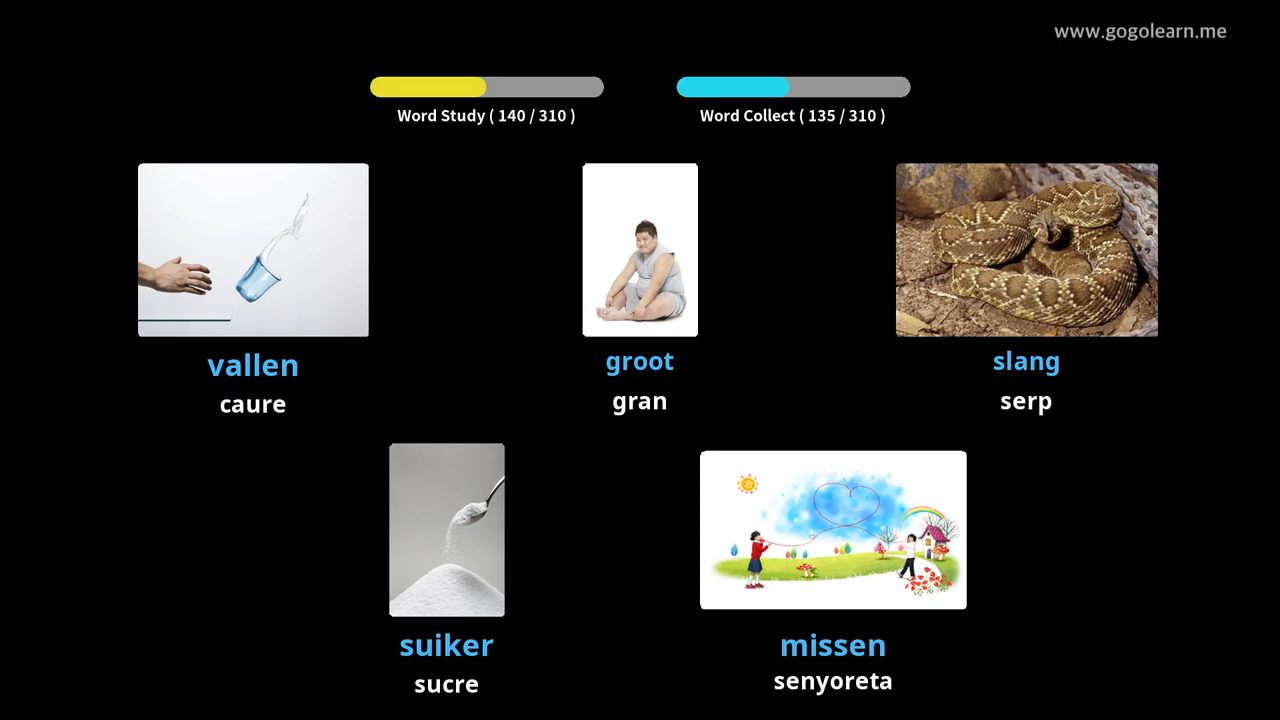 www.gogolearn.me
Word Study ( 140 / 310 )
Word Collect ( 135 / 310 )
vallen
caure
groot
gran
slang
serp
suiker
sucre
missen
senyoreta